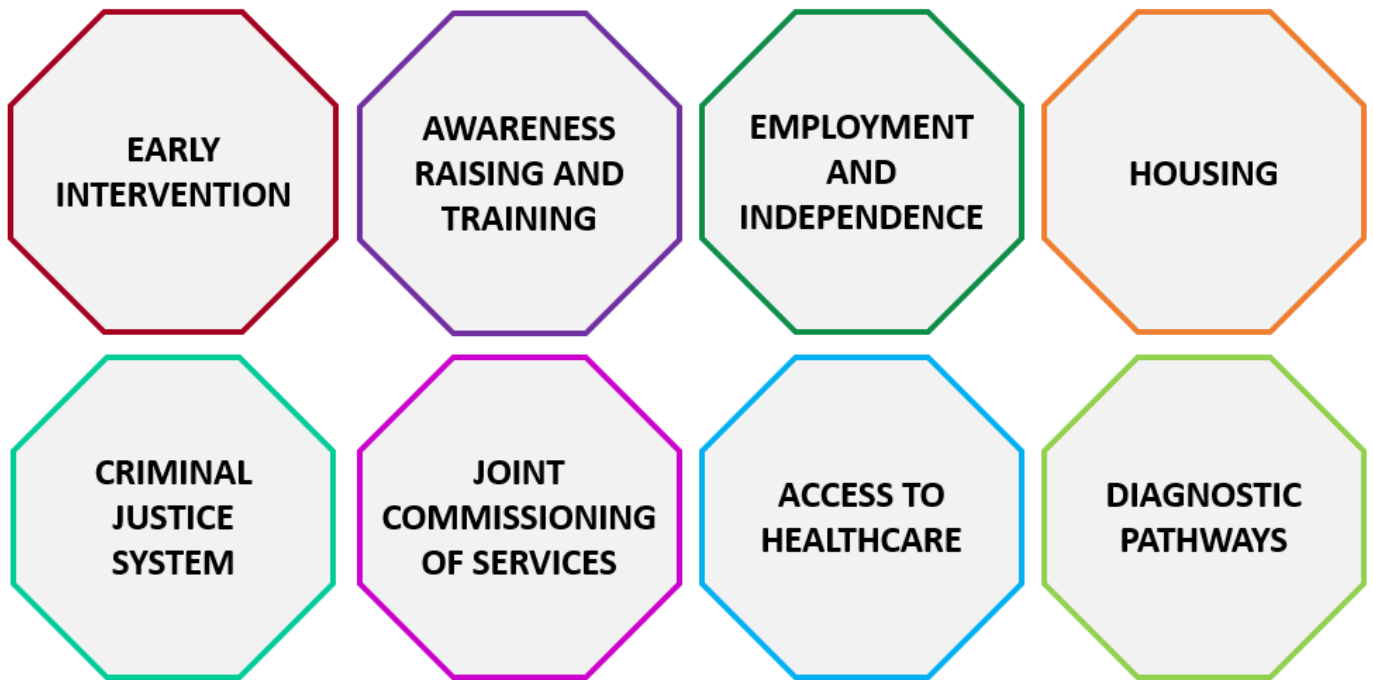 EARLY
INTERVENTION
AWARENESS
RAISING AND
TRAINING
EMPLOYMENT
AND
INDEPENDENCE
HOUSING
CRIMINAL
JUSTICE
SYSTEM
JOINT
COMMISSIONING
OF SERVICES
ACCESS TO
HEALTHCARE
DIAGNOSTIC
PATHWAYS